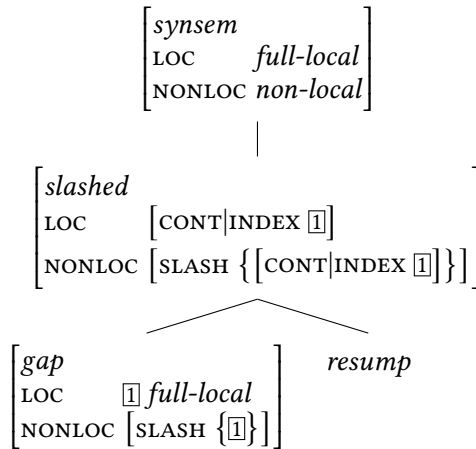 synsem
LOC full-local
NONLOC non-local
slashed
LOC [CONT|INDEX 1]
NONLOC [SLASH {[CONT|INDEX 1]}]
gap
LOC 1 full-local
NONLOC [SLASH {1}]
resump